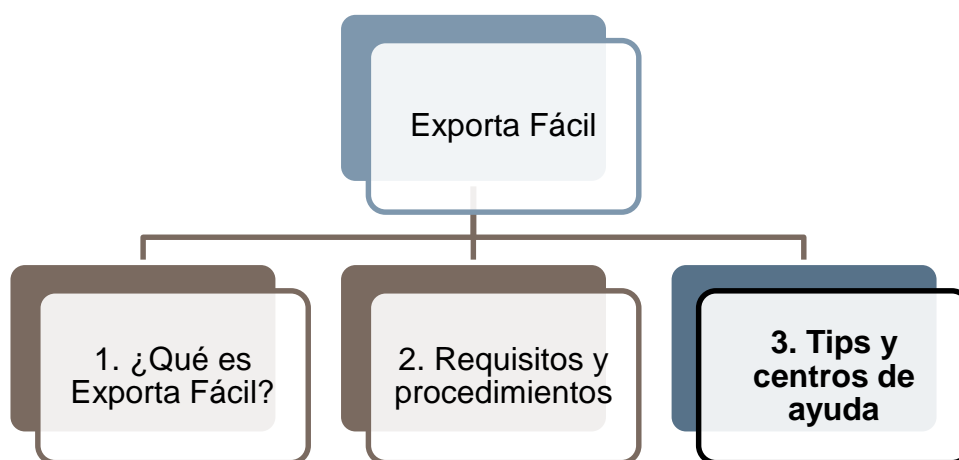 Exporta Fácil
1. ¿Qué es
Exporta Fácil?
2. Requisitos y
procedimientos
3. Tips y
centros de
ayuda